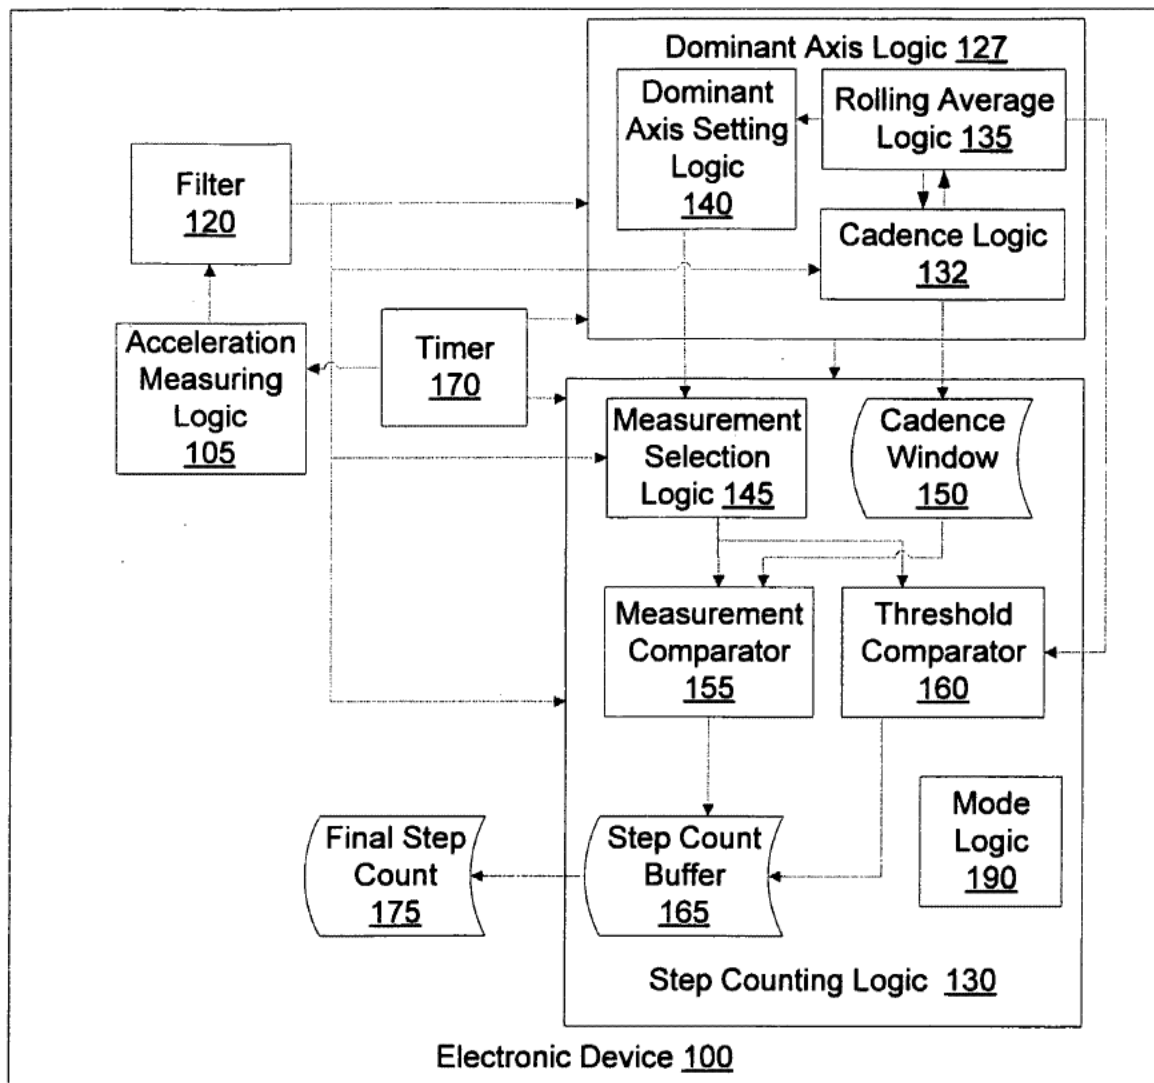 Dominant Axis Logic 127
Dominant
Axis Setting
Logic
140
Rolling Average
Logic 135
Filter
120
Cadence Logic
132
Acceleration
Measuring
Logic
105
Timer
170
Measurement
Selection
Logic 145
Cadence
Window
150
Measurement
Comparator
155
Threshold
Comparator
160
Mode
Logic
190
Final Step
Count
175
Step Count
Buffer
165
Step Counting Logic 130
Electronic Device 100